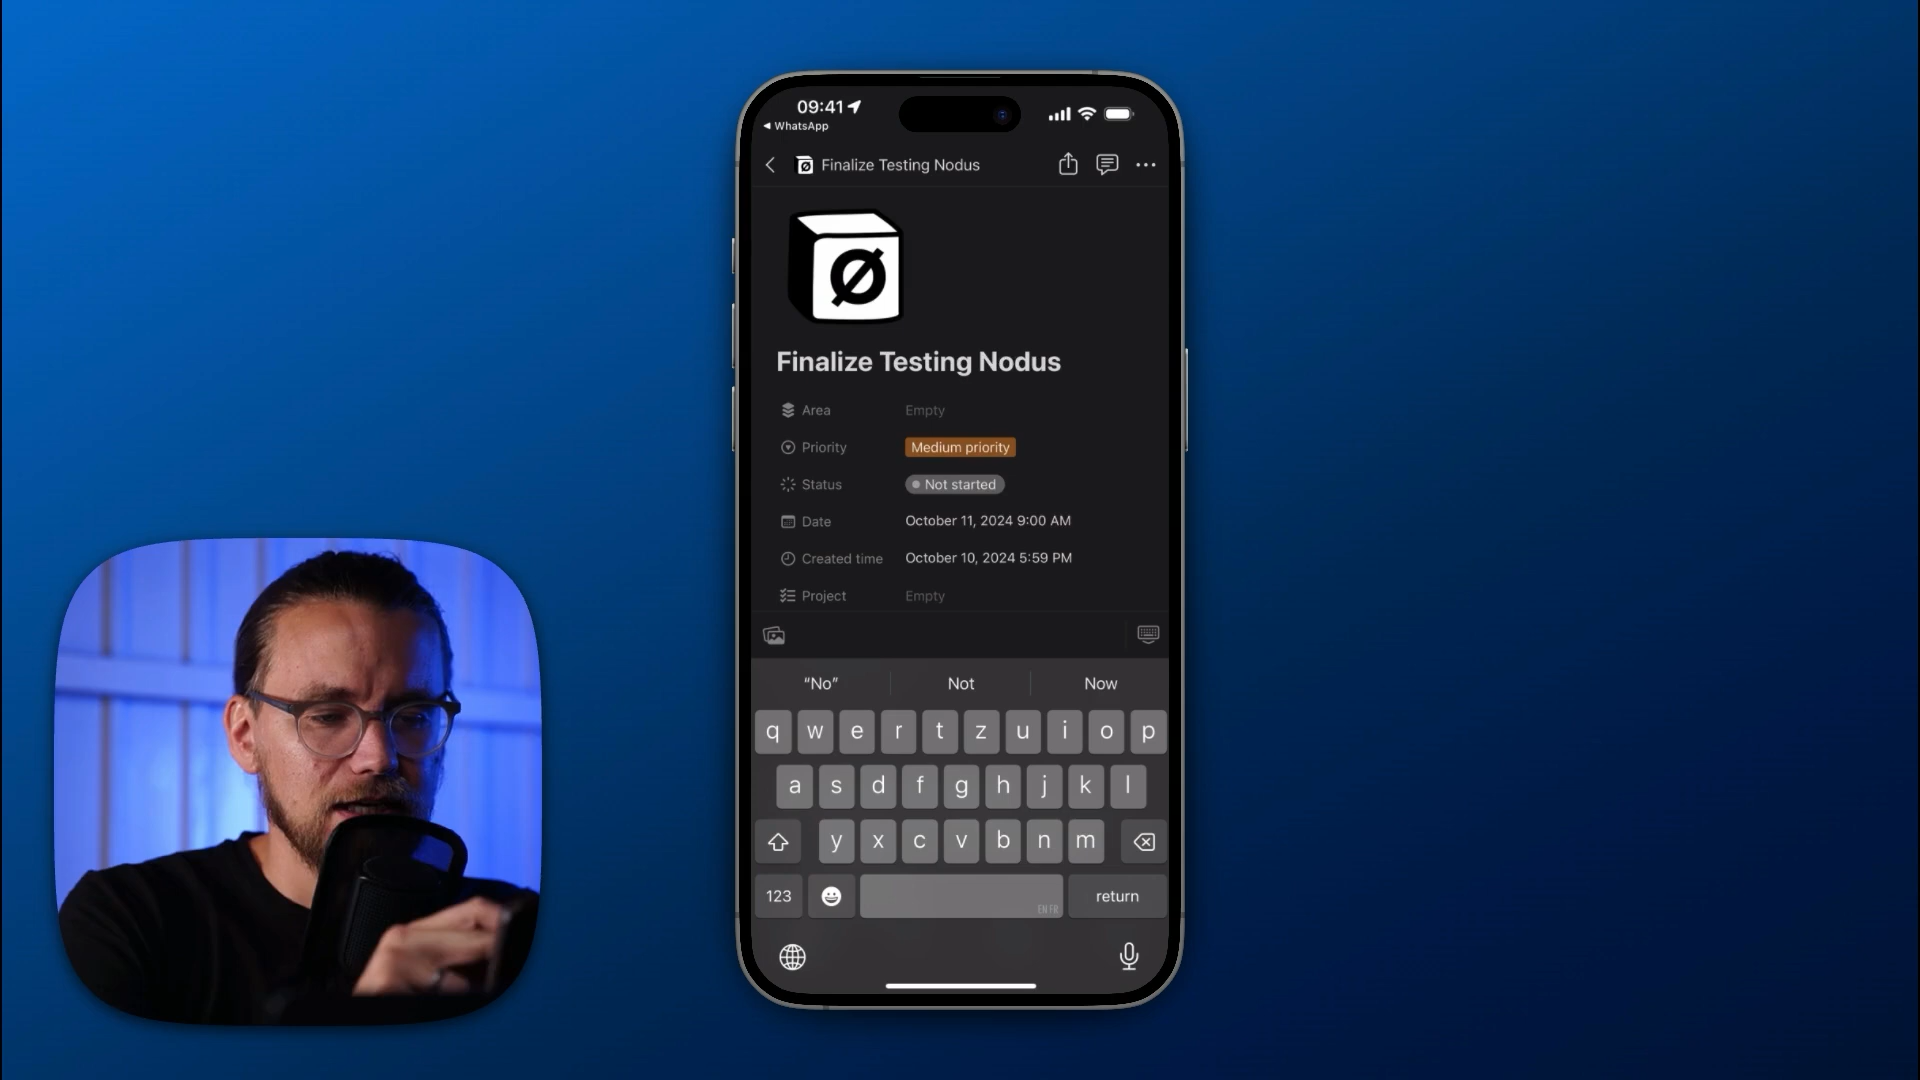 09:41
◀ WhatsApp
Finalize Testing Nodus
Ø
Finalize Testing Nodus
Area Empty
Priority Medium priority
Status Not started
Date October 11, 2024 9:00 AM
Created time October 10, 2024 5:59 PM
Project Empty
“No” Not Now
q w e r t z u i o p
a s d f g h j k l
y x c v b n m
123 EN FR return